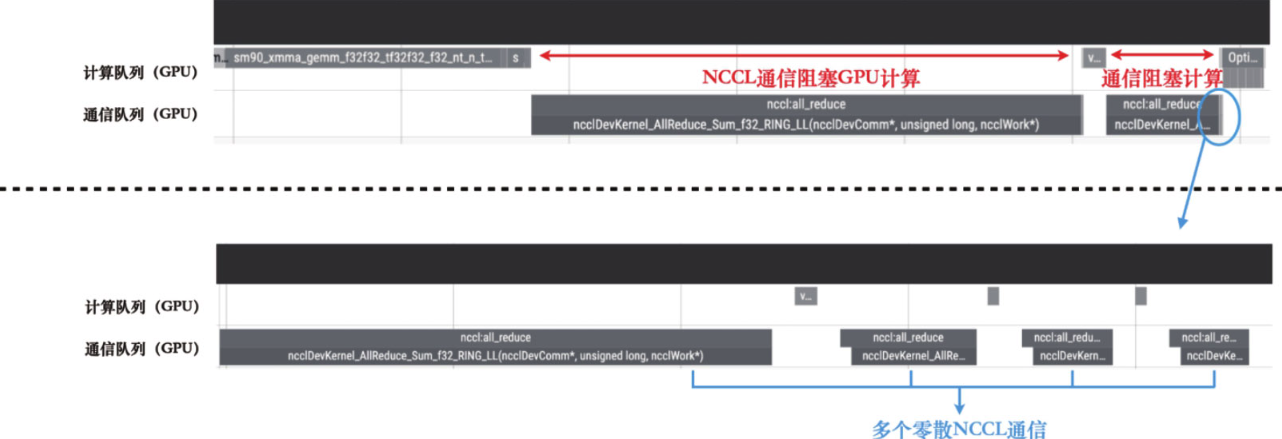 计算队列（GPU）
n... sm90_xmma_gemm_f32f32_tf32f32_f32_nt_n_t... s
v...
Opti...
NCCL通信阻塞GPU计算
通信阻塞计算
通信队列（GPU）
nccl:all_reduce
ncclDevKernel_AllReduce_Sum_f32_RING_LL(ncclDevComm*, unsigned long, ncclWork*)
nccl:all_reduce
ncclDevKernel_A...
计算队列（GPU）
v...
通信队列（GPU）
nccl:all_reduce
ncclDevKernel_AllReduce_Sum_f32_RING_LL(ncclDevComm*, unsigned long, ncclWork*)
nccl:all_reduce
ncclDevKernel_AllRe...
nccl:all_redu...
ncclDevKern...
nccl:all_re...
ncclDevKe...
多个零散NCCL通信